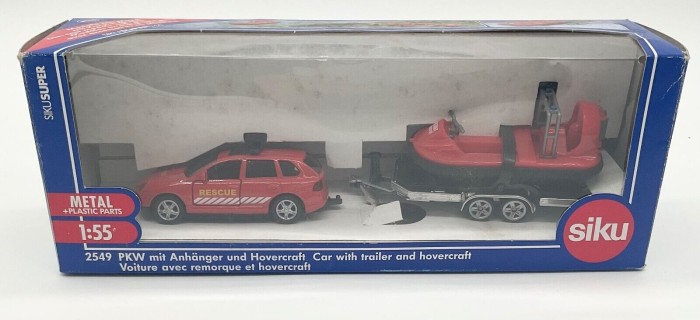 SIKUSUPER
RESCUE
METAL
+PLASTIC PARTS
1:55
siku
2549 PKW mit Anhänger und Hovercraft Car with trailer and hovercraft
Voiture avec remorque et hovercraft